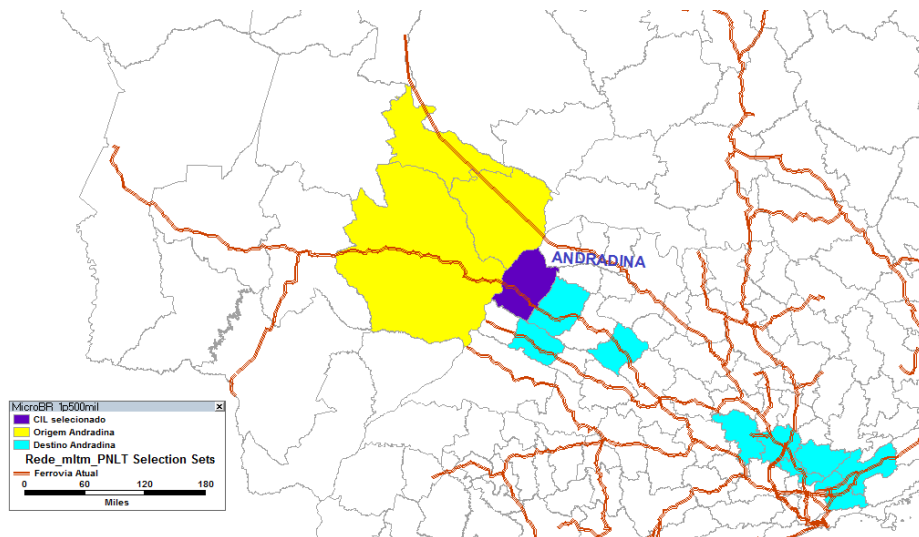 ANDRADINA
MicroBR 1p500mil
CIL selecionado
Origem Andradina
Destino Andradina
Rede_mltm_PNLT Selection Sets
Ferrovia Atual
0 60 120 180
Miles